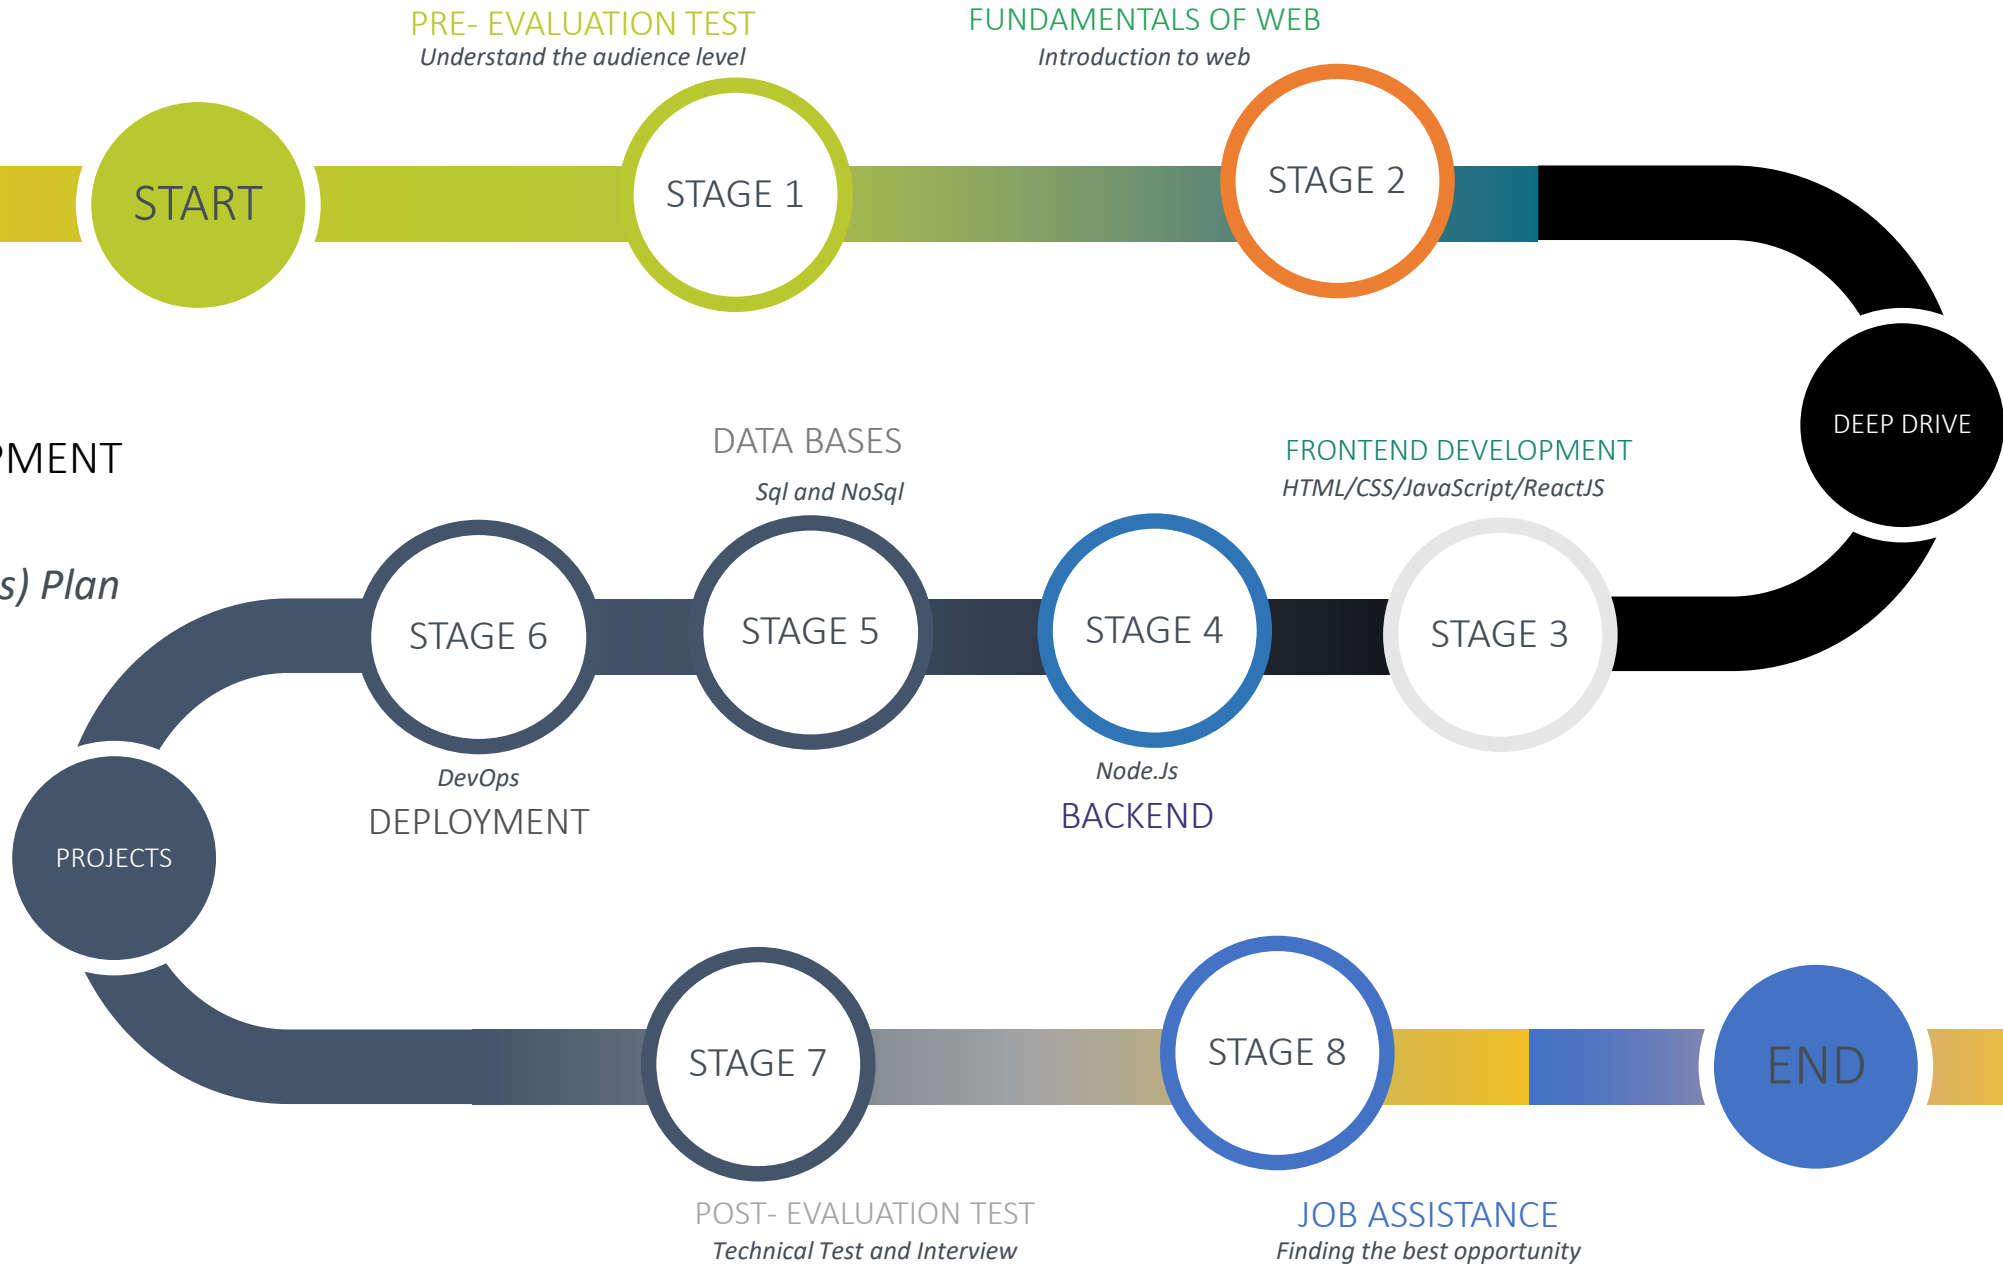 PRE- EVALUATION TEST
Understand the audience level
FUNDAMENTALS OF WEB
Introduction to web
START
STAGE 1
STAGE 2
DEEP DRIVE
PMENT
s) Plan
DATA BASES
Sql and NoSql
FRONTEND DEVELOPMENT
HTML/CSS/JavaScript/ReactJS
STAGE 6
STAGE 5
STAGE 4
STAGE 3
DevOps
DEPLOYMENT
Node.Js
BACKEND
PROJECTS
STAGE 7
STAGE 8
END
POST- EVALUATION TEST
Technical Test and Interview
JOB ASSISTANCE
Finding the best opportunity